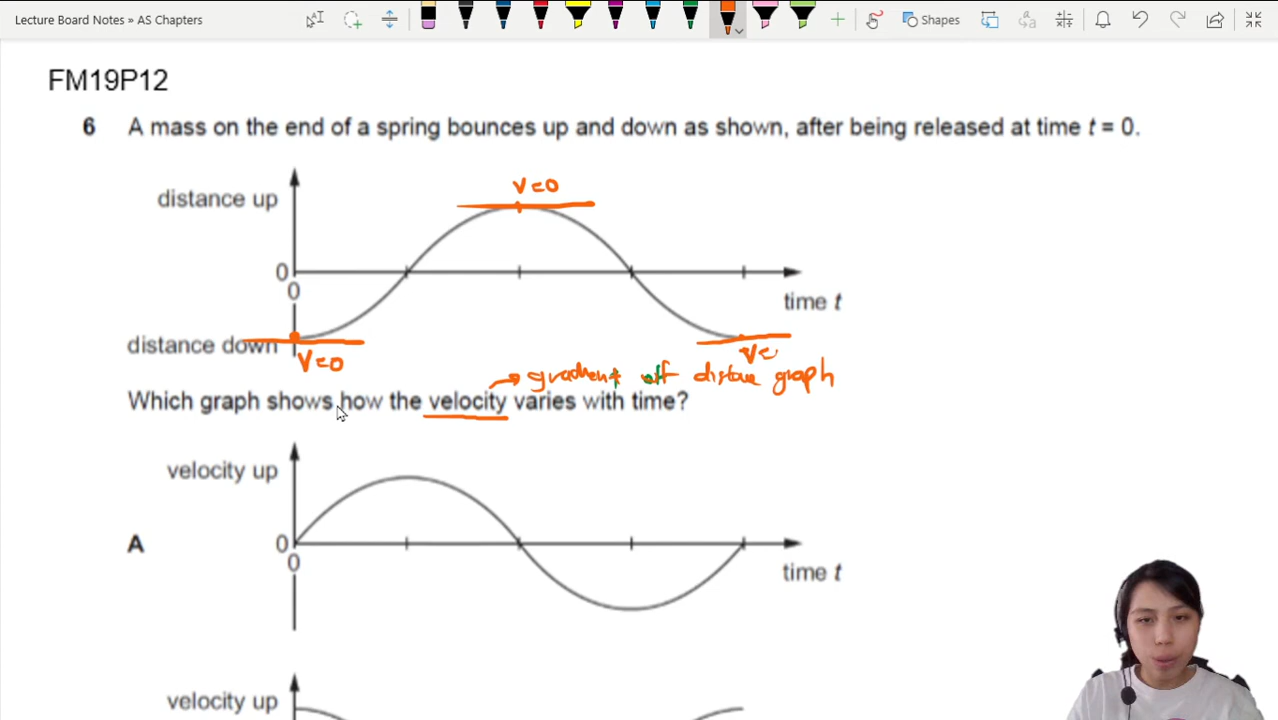 Lecture Board Notes » AS Chapters
Shapes
FM19P12
6 A mass on the end of a spring bounces up and down as shown, after being released at time t = 0.
V=0
distance up
0
0
time t
distance down
V=0
V=
gradient of distance graph
Which graph shows how the velocity varies with time?
velocity up
A
0
0
time t
velocity up